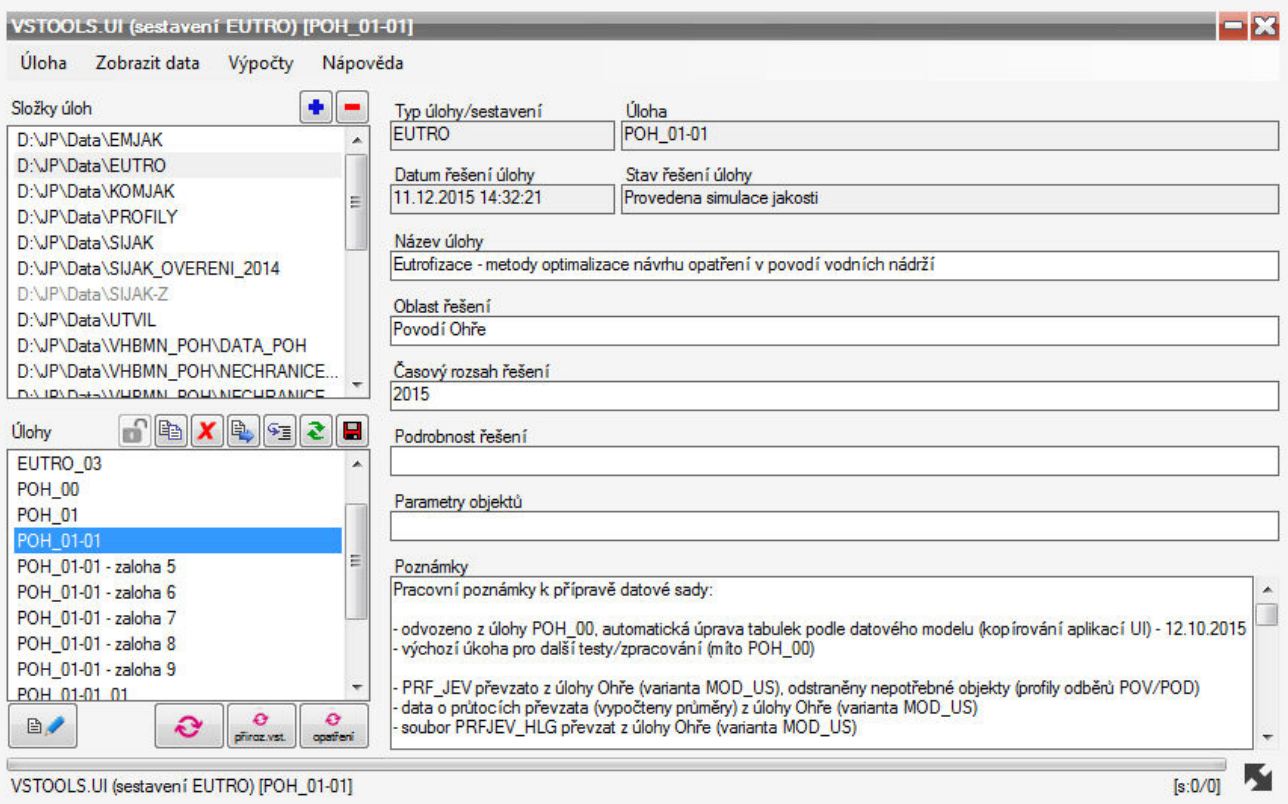 VSTOOLS.UI (sestavení EUTRO) [POH_01-01]
Úloha Zobrazit data Výpočty Nápověda
Složky úloh
D:\JP\Data\EMJAK
D:\JP\Data\EUTRO
D:\JP\Data\KOMJAK
D:\JP\Data\PROFILY
D:\JP\Data\SIJAK
D:\JP\Data\SIJAK_OVERENI_2014
D:\JP\Data\SIJAK-Z
D:\JP\Data\UTVIL
D:\JP\Data\VHBMN_POH\DATA_POH
D:\JP\Data\VHBMN_POH\NECHRANICE...
D:\JP\Data\VHBMN_POH\NECHRANICE
Úlohy
EUTRO_03
POH_00
POH_01
POH_01-01
POH_01-01 - zaloha 5
POH_01-01 - zaloha 6
POH_01-01 - zaloha 7
POH_01-01 - zaloha 8
POH_01-01 - zaloha 9
POH_01-01_01
přiroz.vst.
opatření
Typ úlohy/sestavení
EUTRO
Úloha
POH_01-01
Datum řešení úlohy
11.12.2015 14:32:21
Stav řešení úlohy
Provedena simulace jakosti
Název úlohy
Eutrofizace - metody optimalizace návrhu opatření v povodí vodních nádrží
Oblast řešení
Povodí Ohře
Časový rozsah řešení
2015
Podrobnost řešení
Parametry objektů
Poznámky
Pracovní poznámky k přípravě datové sady:
- odvozeno z úlohy POH_00, automatická úprava tabulek podle datového modelu (kopírování aplikací UI) - 12.10.2015
- výchozí úkoha pro další testy/zpracování (míto POH_00)
- PRF_JEV převzato z úlohy Ohře (varianta MOD_US), odstraněny nepotřebné objekty (profily odběrů POV/POD)
- data o průtocích převzata (vypočteny průměry) z úlohy Ohře (varianta MOD_US)
- soubor PRFJEV_HLG převzat z úlohy Ohře (varianta MOD_US)
VSTOOLS.UI (sestavení EUTRO) [POH_01-01]
[s:0/0]